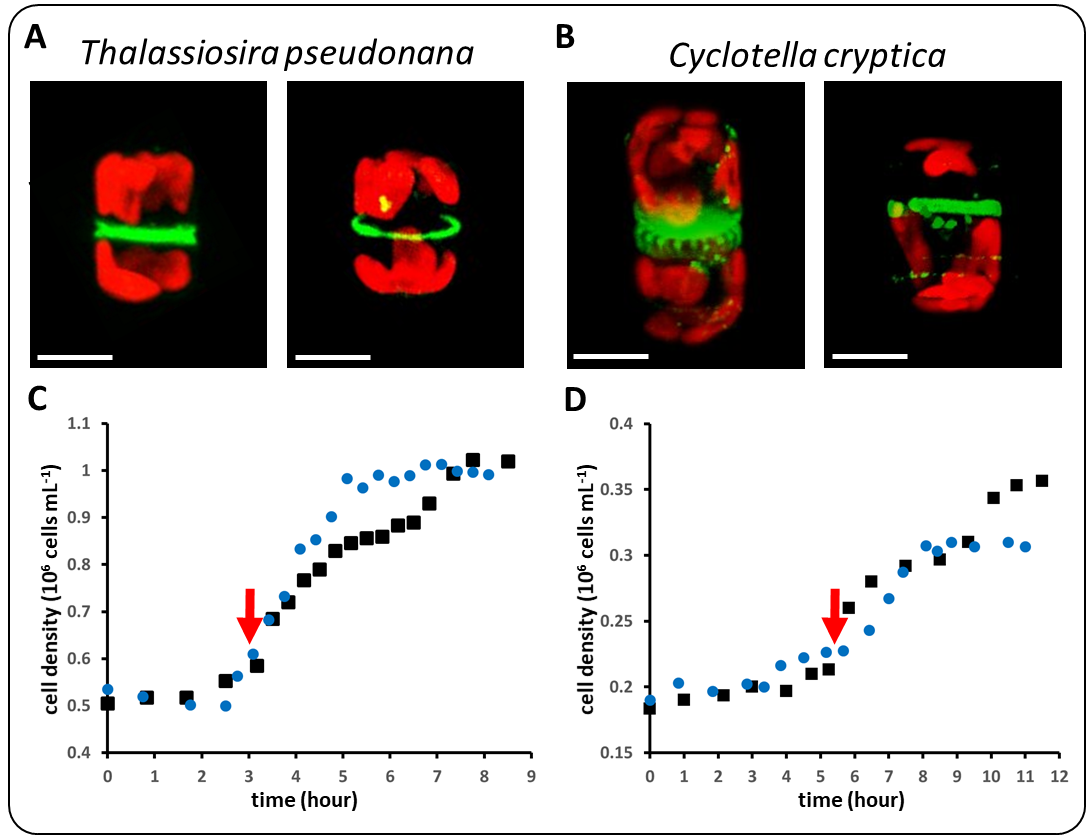 A
Thalassiosira pseudonana
B
Cyclotella cryptica
C
cell density (10⁶ cells mL⁻¹)
1.1
1
0.9
0.8
0.7
0.6
0.5
0.4
0 1 2 3 4 5 6 7 8 9
time (hour)
D
cell density (10⁶ cells mL⁻¹)
0.4
0.35
0.3
0.25
0.2
0.15
0 1 2 3 4 5 6 7 8 9 10 11 12
time (hour)